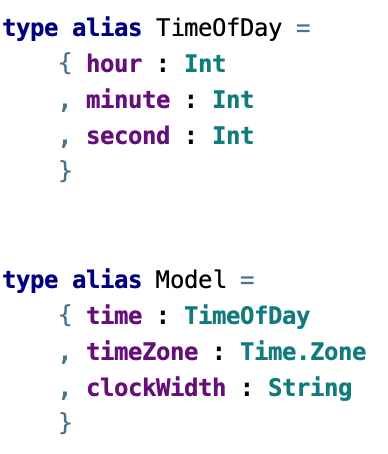 type alias TimeOfDay =
    { hour : Int
    , minute : Int
    , second : Int
    }
type alias Model =
    { time : TimeOfDay
    , timeZone : Time.Zone
    , clockWidth : String
    }